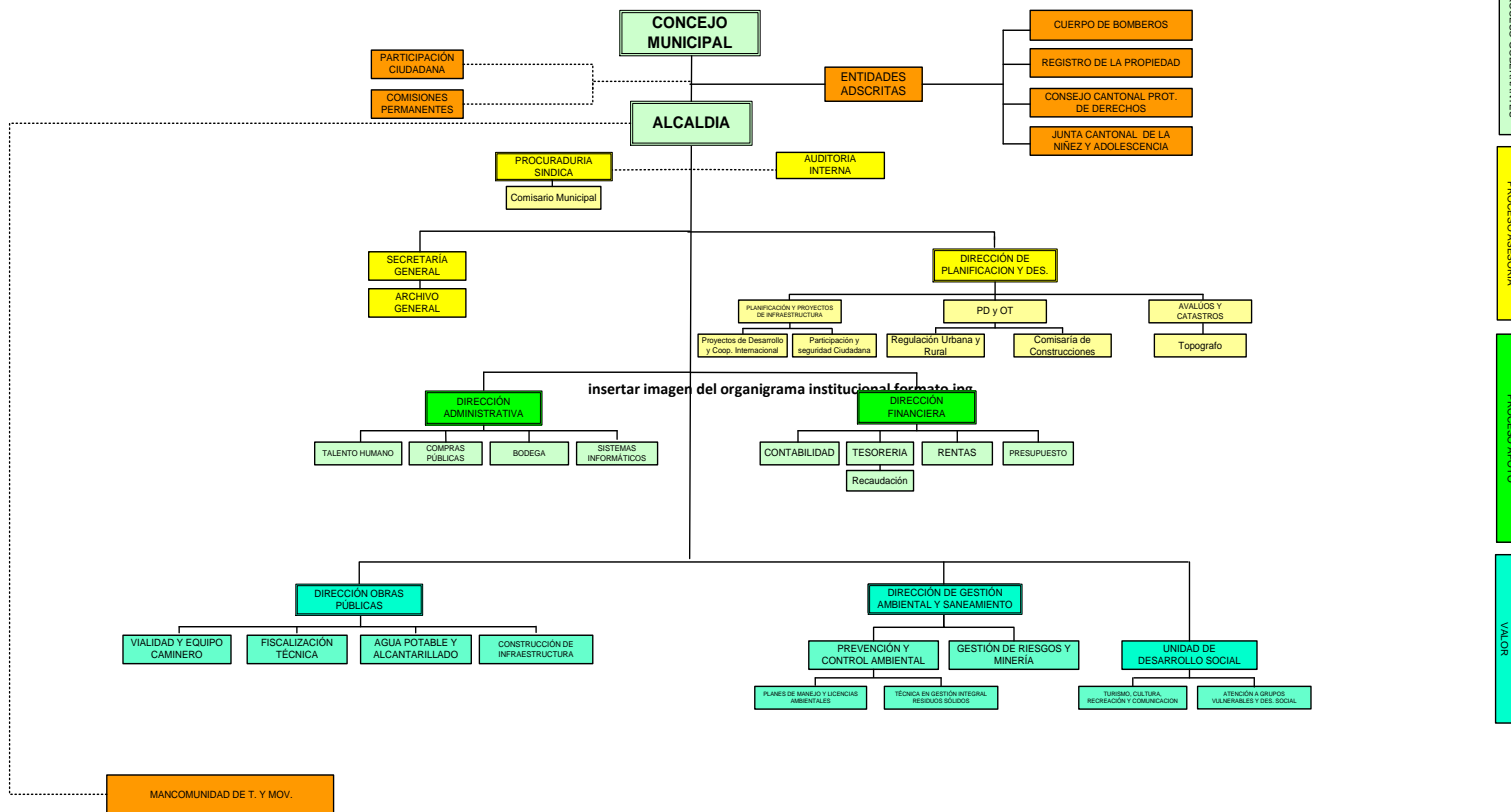 CONCEJO
MUNICIPAL
PARTICIPACIÓN
CIUDADANA
COMISIONES
PERMANENTES
ENTIDADES
ADSCRITAS
CUERPO DE BOMBEROS
REGISTRO DE LA PROPIEDAD
CONSEJO CANTONAL PROT.
DE DERECHOS
JUNTA CANTONAL DE LA
NIÑEZ Y ADOLESCENCIA
ALCALDIA
PROCURADURIA
SINDICA
AUDITORIA
INTERNA
Comisario Municipal
SECRETARÍA
GENERAL
ARCHIVO
GENERAL
DIRECCIÓN DE
PLANIFICACION Y DES.
PLANIFICACIÓN Y PROYECTOS
DE INFRAESTRUCTURA
PD y OT
AVALÚOS Y
CATASTROS
Proyectos de Desarrollo
y Coop. Internacional
Participación y
seguridad Ciudadana
Regulación Urbana y
Rural
Comisaría de
Construcciones
Topografo
insertar imagen del organigrama institucional formato jpg
DIRECCIÓN
ADMINISTRATIVA
DIRECCIÓN
FINANCIERA
TALENTO HUMANO
COMPRAS
PÚBLICAS
BODEGA
SISTEMAS
INFORMÁTICOS
CONTABILIDAD
TESORERIA
RENTAS
PRESUPUESTO
Recaudación
DIRECCIÓN OBRAS
PÚBLICAS
DIRECCIÓN DE GESTIÓN
AMBIENTAL Y SANEAMIENTO
VIALIDAD Y EQUIPO
CAMINERO
FISCALIZACIÓN
TÉCNICA
AGUA POTABLE Y
ALCANTARILLADO
CONSTRUCCIÓN DE
INFRAESTRUCTURA
PREVENCIÓN Y
CONTROL AMBIENTAL
GESTIÓN DE RIESGOS Y
MINERÍA
UNIDAD DE
DESARROLLO SOCIAL
PLANES DE MANEJO Y LICENCIAS
AMBIENTALES
TÉCNICA EN GESTIÓN INTEGRAL
RESIDUOS SÓLIDOS
TURISMO, CULTURA,
RECREACIÓN Y COMUNICACION
ATENCIÓN A GRUPOS
VULNERABLES Y DES. SOCIAL
MANCOMUNIDAD DE T. Y MOV.
PROCESO ASESORIA
PROCESO APOYO
VALOR